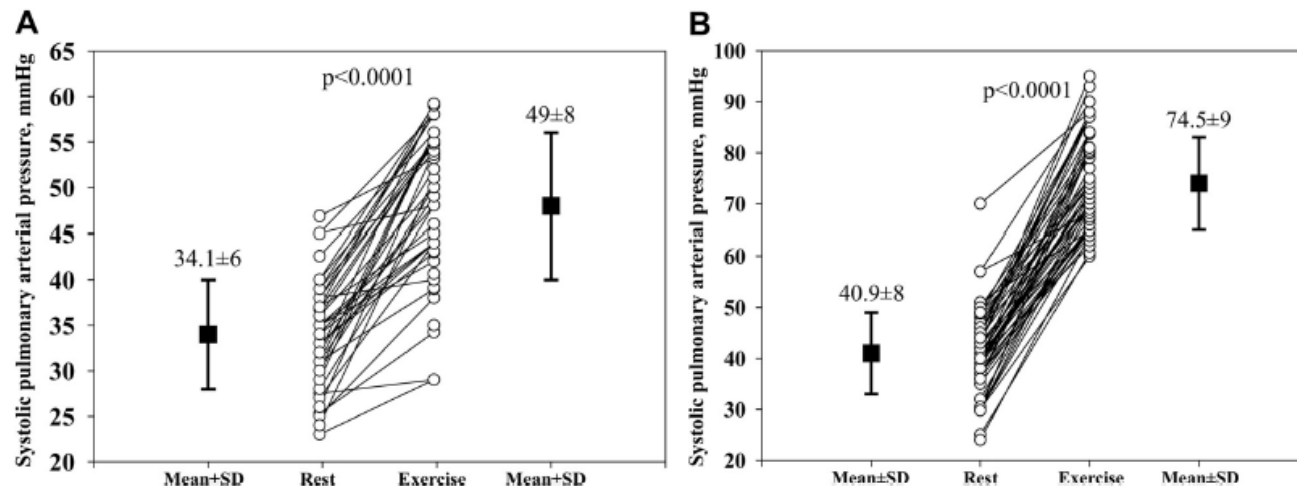 A
Systolic pulmonary arterial pressure, mmHg
65
60
55
50
45
40
35
30
25
20
p<0.0001
34.1±6
49±8
Mean+SD
Rest
Exercise
Mean+SD
B
Systolic pulmonary arterial pressure, mmHg
100
90
80
70
60
50
40
30
20
p<0.0001
40.9±8
74.5±9
Mean±SD
Rest
Exercise
Mean±SD